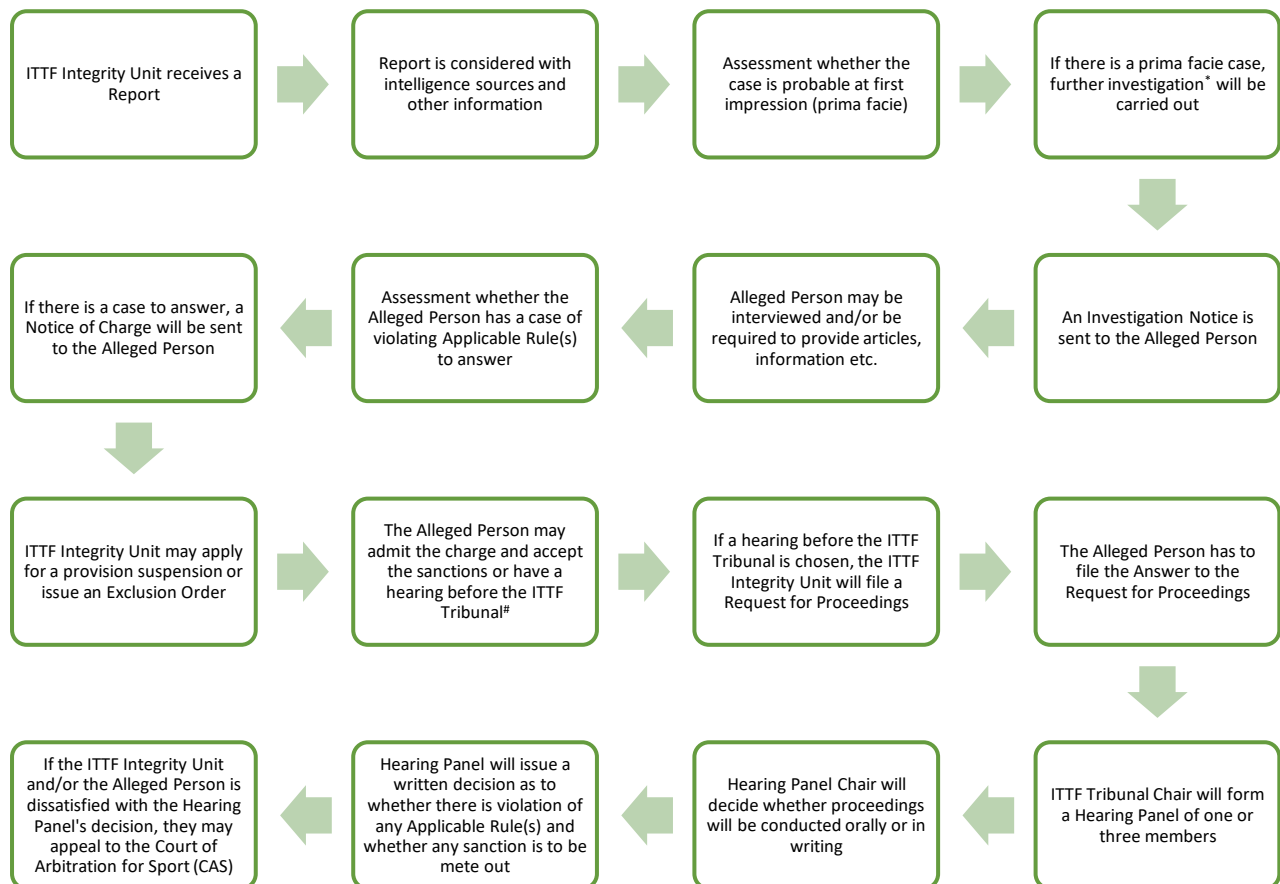 ITTF Integrity Unit receives a
Report
Report is considered with
intelligence sources and
other information
Assessment whether the
case is probable at first
impression (prima facie)
If there is a prima facie case,
further investigation* will be
carried out
An Investigation Notice is
sent to the Alleged Person
Alleged Person may be
interviewed and/or be
required to provide articles,
information etc.
Assessment whether the
Alleged Person has a case of
violating Applicable Rule(s)
to answer
If there is a case to answer, a
Notice of Charge will be sent
to the Alleged Person
ITTF Integrity Unit may apply
for a provision suspension or
issue an Exclusion Order
The Alleged Person may
admit the charge and accept
the sanctions or have a
hearing before the ITTF
Tribunal#
If a hearing before the ITTF
Tribunal is chosen, the ITTF
Integrity Unit will file a
Request for Proceedings
The Alleged Person has to
file the Answer to the
Request for Proceedings
ITTF Tribunal Chair will form
a Hearing Panel of one or
three members
Hearing Panel Chair will
decide whether proceedings
will be conducted orally or in
writing
Hearing Panel will issue a
written decision as to
whether there is violation of
any Applicable Rule(s) and
whether any sanction is to be
mete out
If the ITTF Integrity Unit
and/or the Alleged Person is
dissatisfied with the Hearing
Panel's decision, they may
appeal to the Court of
Arbitration for Sport (CAS)